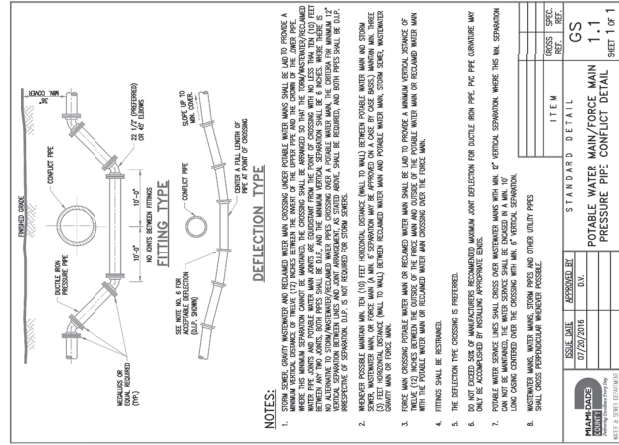 FINISHED GRADE
36"
MIN. COVER
CONFLICT PIPE
DUCTILE IRON
PRESSURE PIPE
22 1/2° (PREFERRED)
OR 45° ELBOWS
10'-0"
10'-0"
NO JOINTS BETWEEN FITTINGS
MEGALUGS OR
EQUAL REQUIRED
(TYP.)
FITTING TYPE
CONFLICT PIPE
SLOPE UP TO
MIN. COVER.
SEE NOTE NO. 6 FOR
ACCEPTABLE DEFLECTION
(D.I.P. SHOWN)
CENTER A FULL LENGTH OF
PIPE AT POINT OF CROSSING
DEFLECTION TYPE
NOTES:
1. STORM SEWER, GRAVITY WASTEWATER AND RECLAIMED WATER MAIN CROSSING UNDER POTABLE WATER MAINS SHALL BE LAID TO PROVIDE A
MINIMUM VERTICAL DISTANCE OF TWELVE (12) INCHES BETWEEN THE INVERT OF THE UPPER PIPE AND THE CROWN OF THE LOWER PIPE.
WHERE THIS MINIMUM SEPARATION CANNOT BE MAINTAINED, THE CROSSING SHALL BE ARRANGED SO THAT THE STORM/WASTEWATER/RECLAIMED
WATER PIPE JOINTS AND POTABLE WATER MAIN JOINTS ARE EQUIDISTANT FROM THE POINT OF CROSSING WITH NO LESS THAN TEN (10) FEET
BETWEEN ANY TWO JOINTS, BOTH PIPES SHALL BE D.I.P., AND THE MINIMUM VERTICAL SEPARATION SHALL BE 6 INCHES. WHERE THERE IS
NO ALTERNATIVE TO STORM/WASTEWATER/RECLAIMED WATER PIPES CROSSING OVER A POTABLE WATER MAIN, THE CRITERIA FOR MINIMUM 12"
VERTICAL SEPARATION BETWEEN LINES AND JOINT ARRANGEMENT, AS STATED ABOVE, SHALL BE REQUIRED, AND BOTH PIPES SHALL BE D.I.P.
IRRESPECTIVE OF SEPARATION. D.I.P. IS NOT REQUIRED FOR STORM SEWERS.
2. WHENEVER POSSIBLE MAINTAIN MIN. TEN (10) FEET HORIZONTAL DISTANCE (WALL TO WALL) BETWEEN POTABLE WATER MAIN AND STORM
SEWER, WASTEWATER MAIN, OR FORCE MAIN (A MIN. 6' SEPARATION MAY BE APPROVED ON A CASE BY CASE BASIS.) MAINTAIN MIN. THREE
(3) FEET HORIZONTAL DISTANCE (WALL TO WALL) BETWEEN RECLAIMED WATER MAIN AND POTABLE WATER MAIN, STORM SEWER, WASTEWATER
GRAVITY MAIN OR FORCE MAIN.
3. FORCE MAIN CROSSING POTABLE WATER MAIN OR RECLAIMED WATER MAIN SHALL BE LAID TO PROVIDE A MINIMUM VERTICAL DISTANCE OF
TWELVE (12) INCHES BETWEEN THE OUTSIDE OF THE FORCE MAIN AND OUTSIDE OF THE POTABLE WATER MAIN OR RECLAIMED WATER MAIN
WITH THE POTABLE WATER MAIN OR RECLAIMED WATER MAIN CROSSING OVER THE FORCE MAIN.
4. FITTINGS SHALL BE RESTRAINED.
5. THE DEFLECTION TYPE CROSSING IS PREFERRED.
6. DO NOT EXCEED 50% OF MANUFACTURERS RECOMMENDED MAXIMUM JOINT DEFLECTION FOR DUCTILE IRON PIPE. PVC PIPE CURVATURE MAY
ONLY BE ACCOMPLISHED BY INSTALLING APPROPRIATE BENDS.
7. POTABLE WATER SERVICE LINES SHALL CROSS OVER WASTEWATER MAINS WITH MIN. 6" VERTICAL SEPARATION. WHERE THIS MIN. SEPARATION
CAN NOT BE MAINTAINED, THE WATER SERVICE SHALL BE ENCASED IN A MIN. 10'
LONG CASING CENTERED OVER THE CROSSING WITH MIN. 6" VERTICAL SEPARATION.
8. WASTEWATER MAINS, WATER MAINS, STORM PIPES AND OTHER UTILITY PIPES
SHALL CROSS PERPENDICULAR WHENEVER POSSIBLE.
ITEM
CROSS REF.
SPEC. REF.
MIAMI-DADE
COUNTY
Delivering Excellence Every Day
WATER & SEWER DEPARTMENT
ISSUE DATE
07/20/2016
APPROVED BY
D.V.
STANDARD DETAIL
POTABLE WATER MAIN/FORCE MAIN
PRESSURE PIPE: CONFLICT DETAIL
GS
1.1
SHEET 1 OF 1